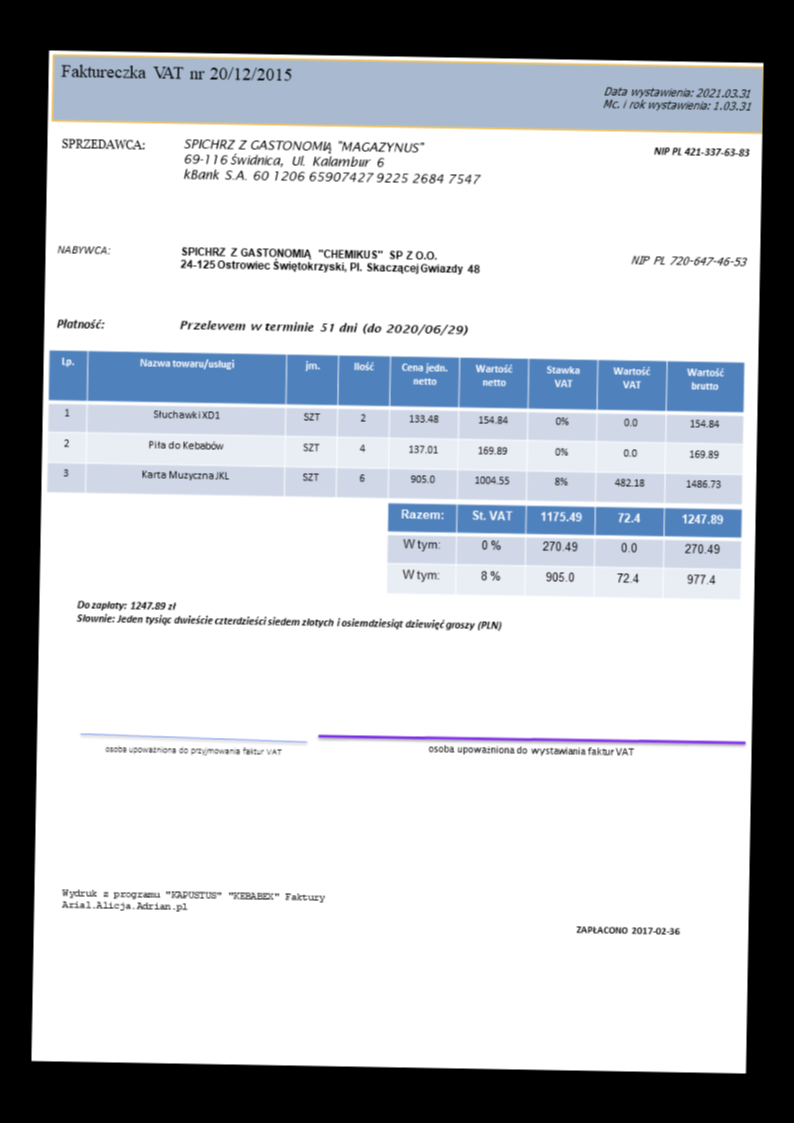 Faktureczka VAT nr 20/12/2015
Data wystawienia: 2021.03.31
Mc. i rok wystawienia: 1.03.31
SPRZEDAWCA: SPICHRZ Z GASTONOMIĄ "MAGAZYNUS" NIP PL 421-337-63-83
69-116 Świdnica, Ul. Kalambur 6
kBank S.A. 60 1206 65907427 9225 2684 7547
NABYWCA: SPICHRZ Z GASTONOMIĄ "CHEMIKUS" SP Z O.O. NIP PL 720-647-46-53
24-125 Ostrowiec Świętokrzyski, Pl. Skaczącej Gwiazdy 48
Płatność: Przelewem w terminie 51 dni (do 2020/06/29)
Lp. Nazwa towaru/usługi jm. Ilość Cena jedn. netto Wartość netto Stawka VAT Wartość VAT Wartość brutto
1 Słuchawki XD1 SZT 2 133.48 154.84 0% 0.0 154.84
2 Piła do Kebabów SZT 4 137.01 169.89 0% 0.0 169.89
3 Karta Muzyczna JKL SZT 6 905.0 1004.55 8% 482.18 1486.73
Razem: St. VAT 1175.49 72.4 1247.89
W tym: 0 % 270.49 0.0 270.49
W tym: 8 % 905.0 72.4 977.4
Do zapłaty: 1247.89 zł
Słownie: Jeden tysiąc dwieście czterdzieści siedem złotych i osiemdziesiąt dziewięć groszy (PLN)
osoba upoważniona do przyjmowania faktur VAT osoba upoważniona do wystawiania faktur VAT
Wydruk z programu "KAPUSTUS" "KEBABEX" Faktury
Arial.Alicja.Adrian.pl
ZAPŁACONO 2017-02-36